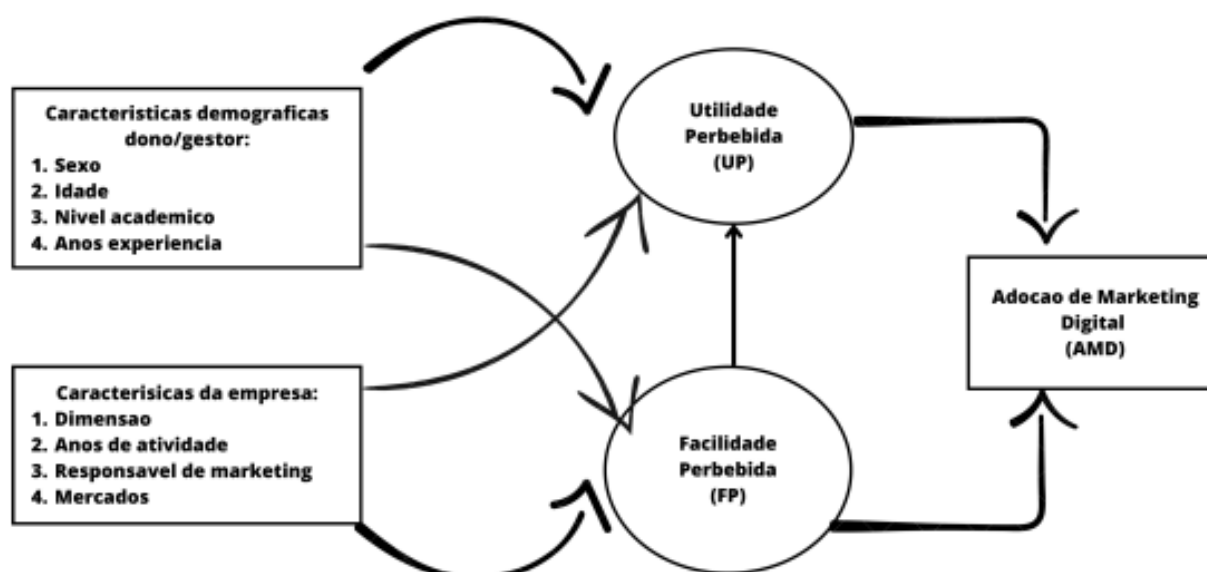 Caracteristicas demograficas
dono/gestor:
1. Sexo
2. Idade
3. Nivel academico
4. Anos experiencia
Caracterisicas da empresa:
1. Dimensao
2. Anos de atividade
3. Responsavel de marketing
4. Mercados
Utilidade
Perbebida
(UP)
Facilidade
Perbebida
(FP)
Adocao de Marketing
Digital
(AMD)